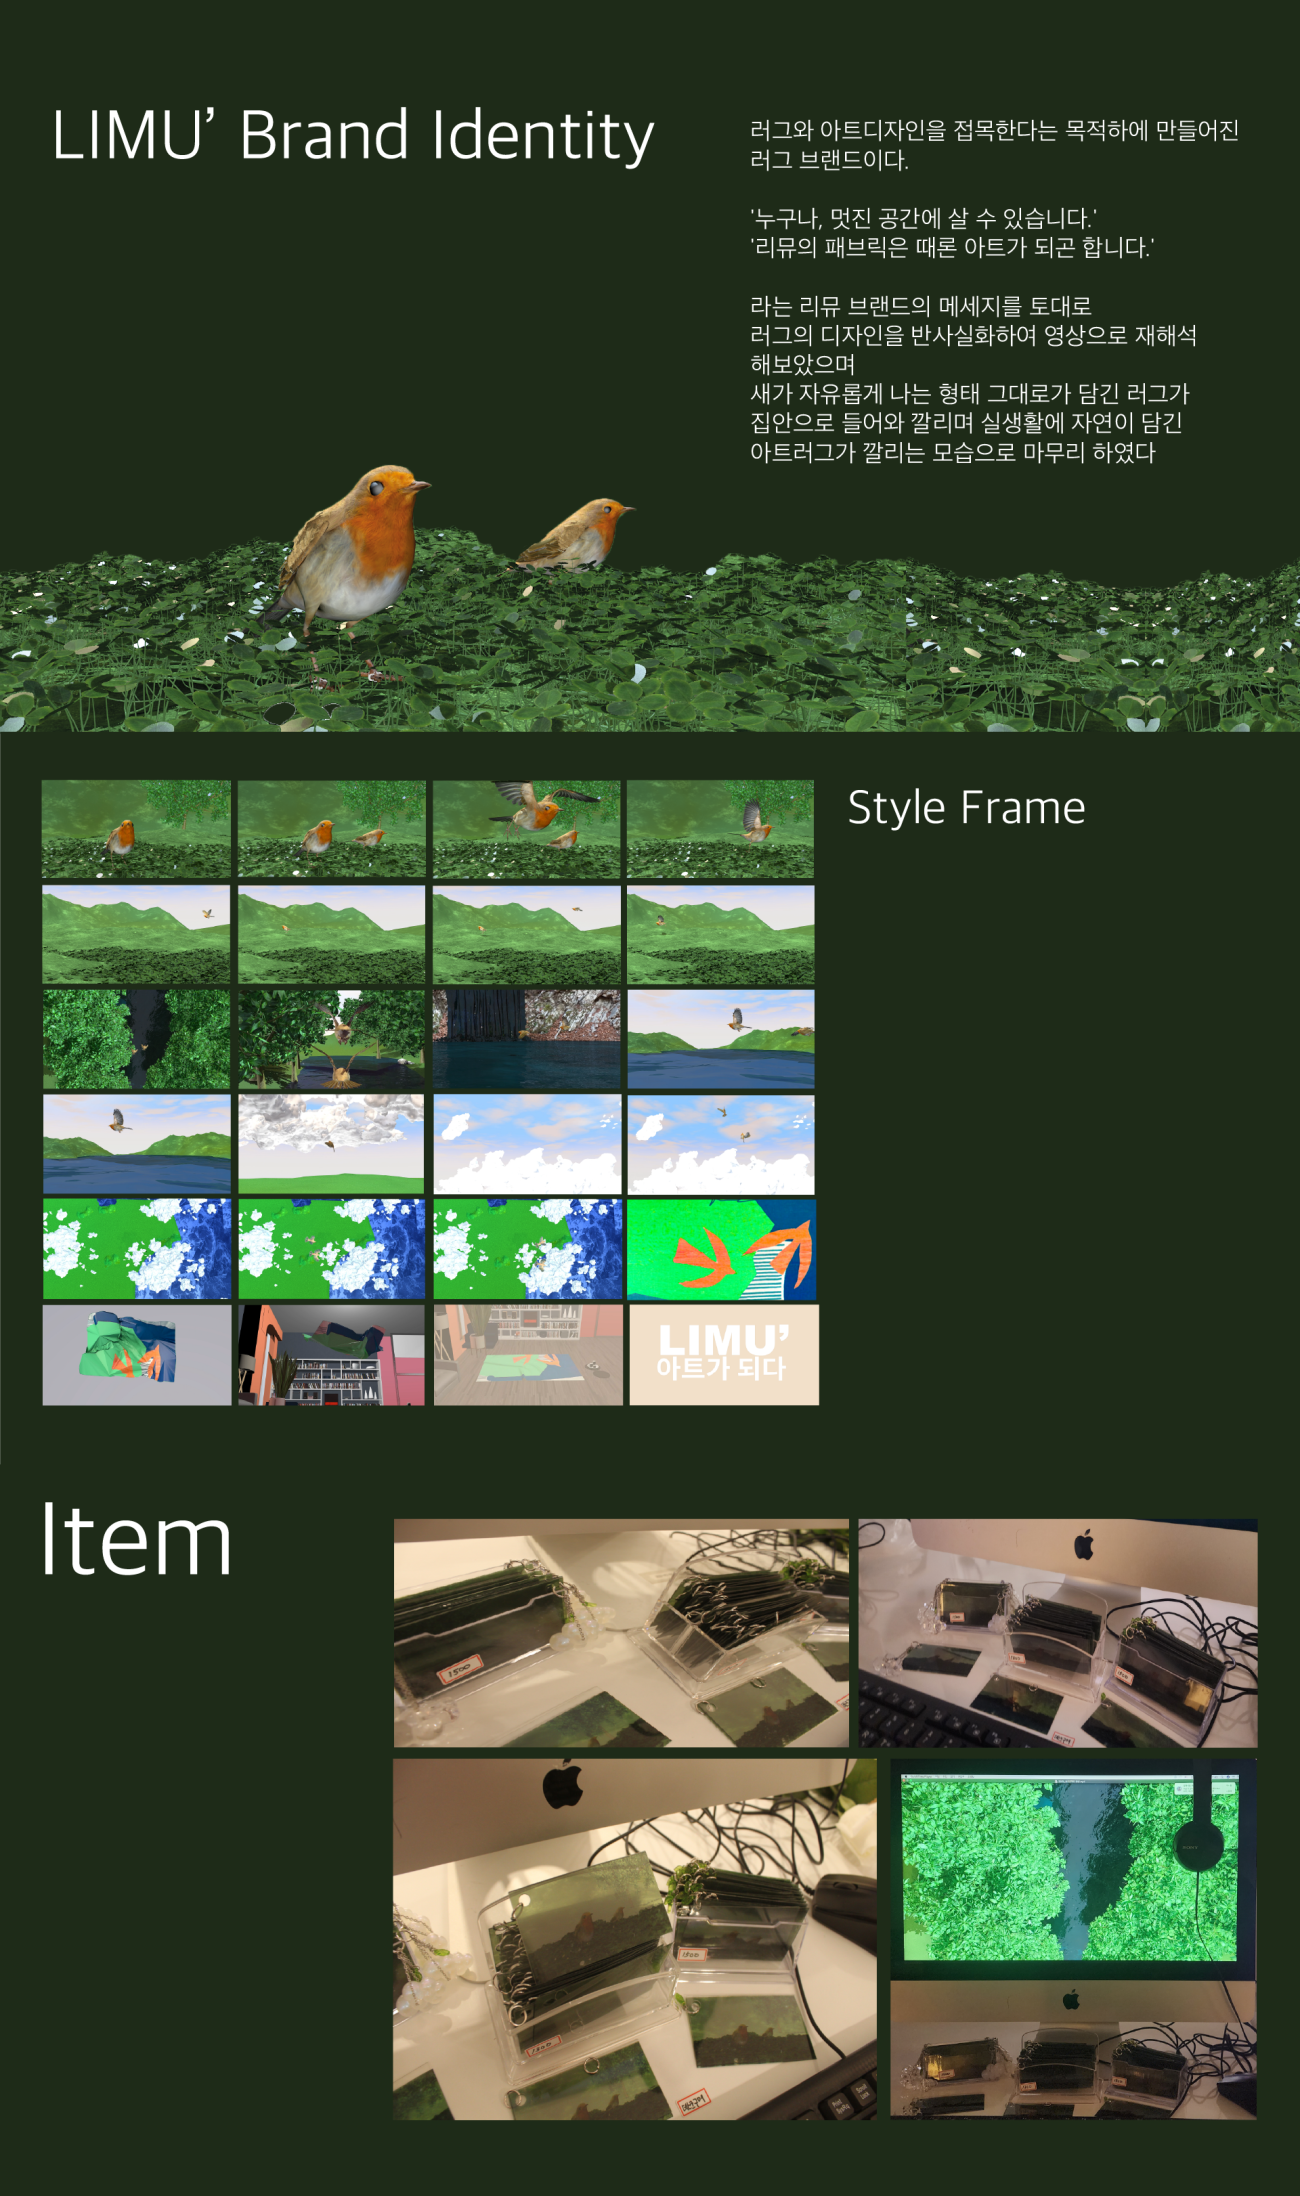 LIMU’ Brand Identity
러그와 아트디자인을 접목한다는 목적하에 만들어진
러그 브랜드이다.
'누구나, 멋진 공간에 살 수 있습니다.'
'리뮤의 패브릭은 때론 아트가 되곤 합니다.'
라는 리뮤 브랜드의 메세지를 토대로
러그의 디자인을 반사실화하여 영상으로 재해석
해보았으며
새가 자유롭게 나는 형태 그대로가 담긴 러그가
집안으로 들어와 깔리며 실생활에 자연이 담긴
아트러그가 깔리는 모습으로 마무리 하였다
Style Frame
LIMU’
아트가 되다
Item
1500